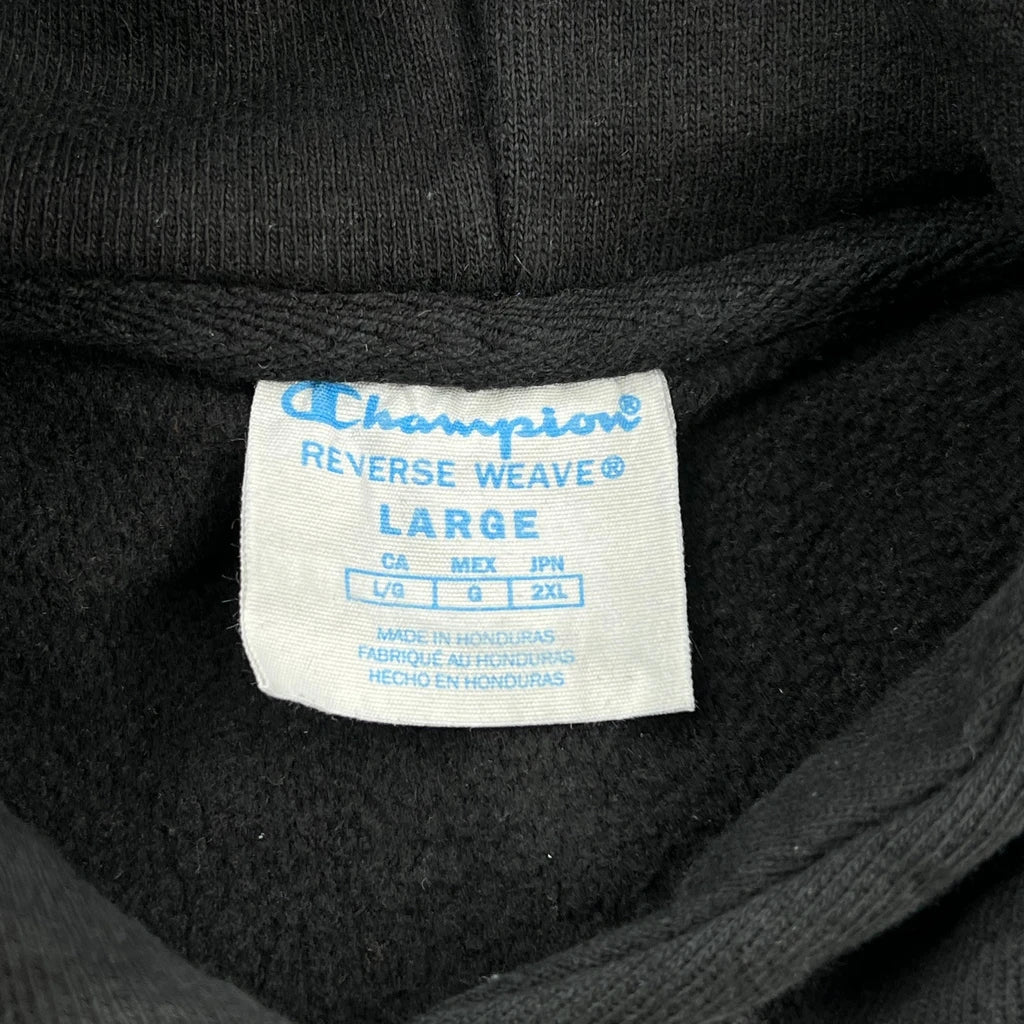 Champion®
REVERSE WEAVE®
LARGE
CA MEX JPN
L/G G 2XL
MADE IN HONDURAS
FABRIQUÉ AU HONDURAS
HECHO EN HONDURAS